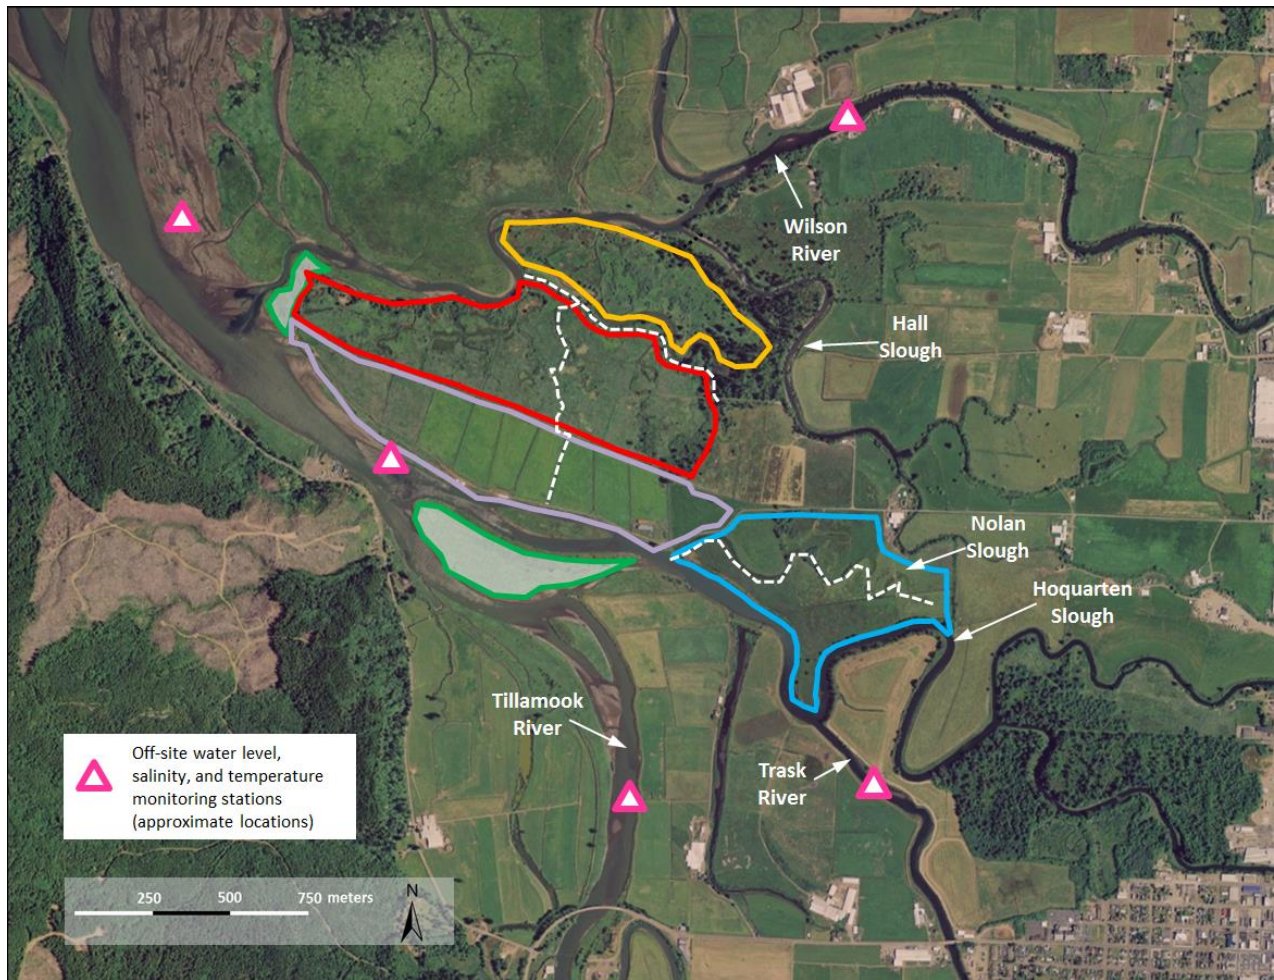 Wilson
River
Hall
Slough
Nolan
Slough
Hoquarten
Slough
Tillamook
River
Trask
River
Off-site water level,
salinity, and temperature
monitoring stations
(approximate locations)
250 500 750 meters
N